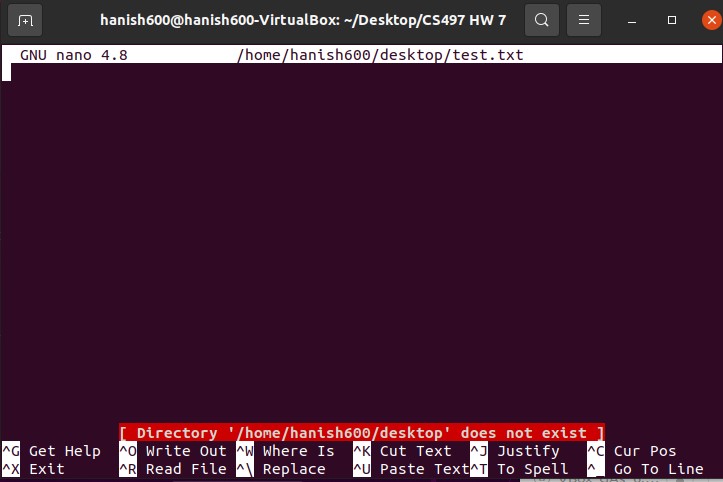 hanish600@hanish600-VirtualBox: ~/Desktop/CS497 HW 7
GNU nano 4.8 /home/hanish600/desktop/test.txt
[ Directory '/home/hanish600/desktop' does not exist ]
^G Get Help ^O Write Out ^W Where Is ^K Cut Text ^J Justify ^C Cur Pos
^X Exit ^R Read File ^\ Replace ^U Paste Text ^T To Spell ^_ Go To Line